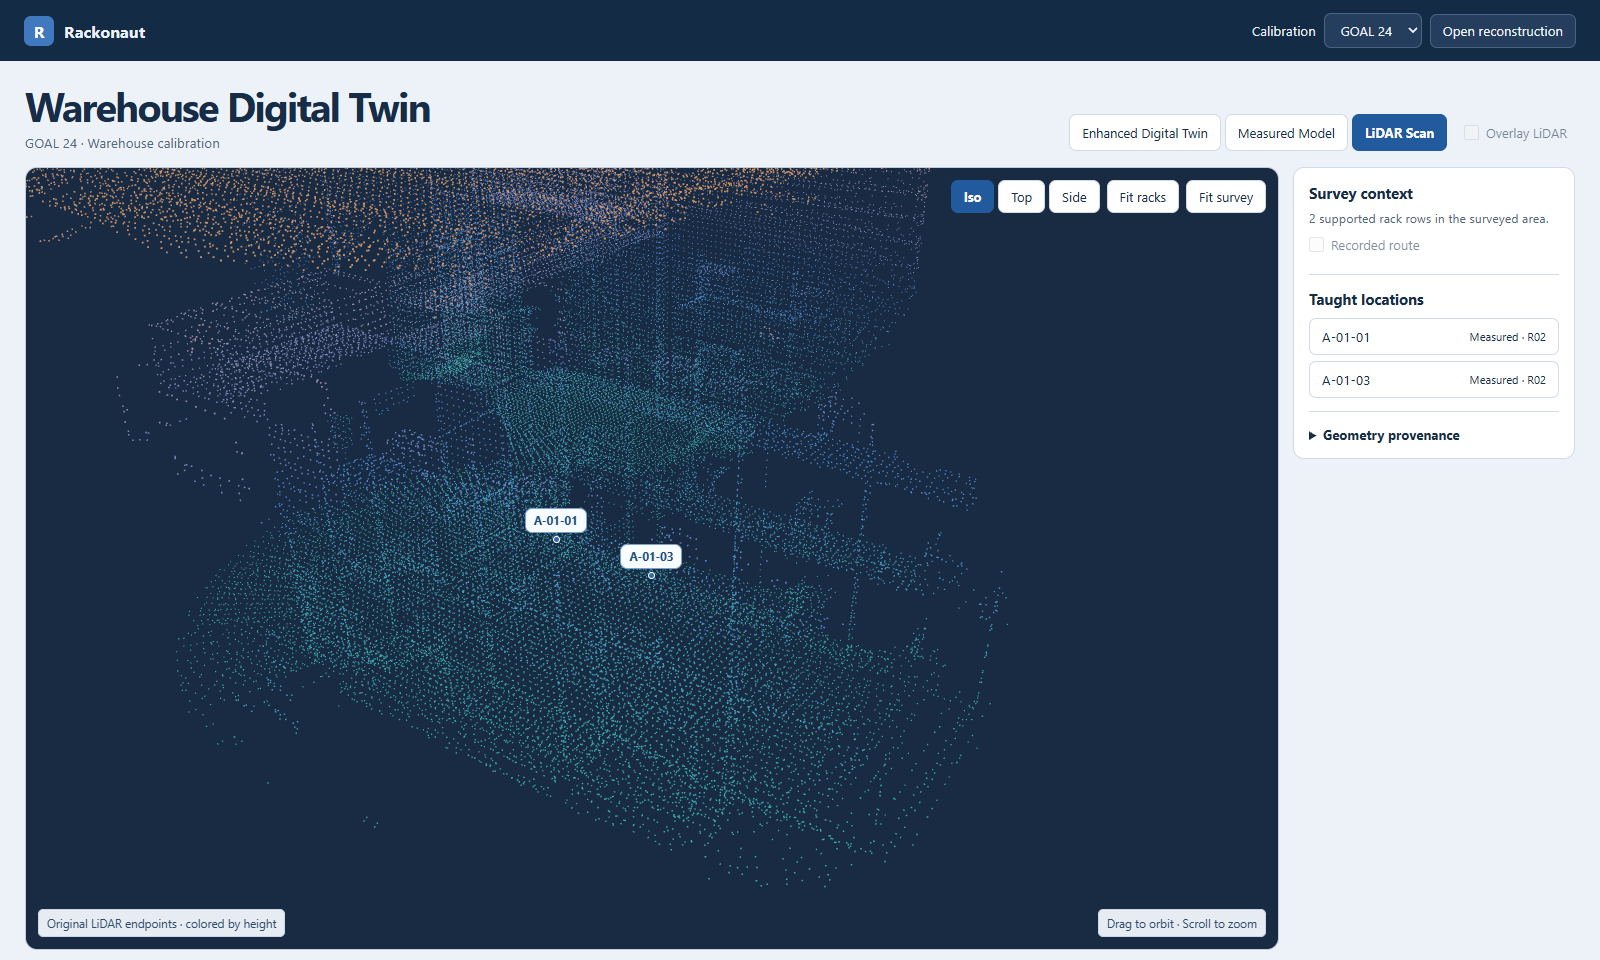 R Rackonaut
Calibration GOAL 24 Open reconstruction
Warehouse Digital Twin
GOAL 24 · Warehouse calibration
Enhanced Digital Twin Measured Model LiDAR Scan Overlay LiDAR
Iso Top Side Fit racks Fit survey
A-01-01
A-01-03
Original LiDAR endpoints · colored by height
Drag to orbit · Scroll to zoom
Survey context
2 supported rack rows in the surveyed area.
Recorded route
Taught locations
A-01-01 Measured · R02
A-01-03 Measured · R02
Geometry provenance